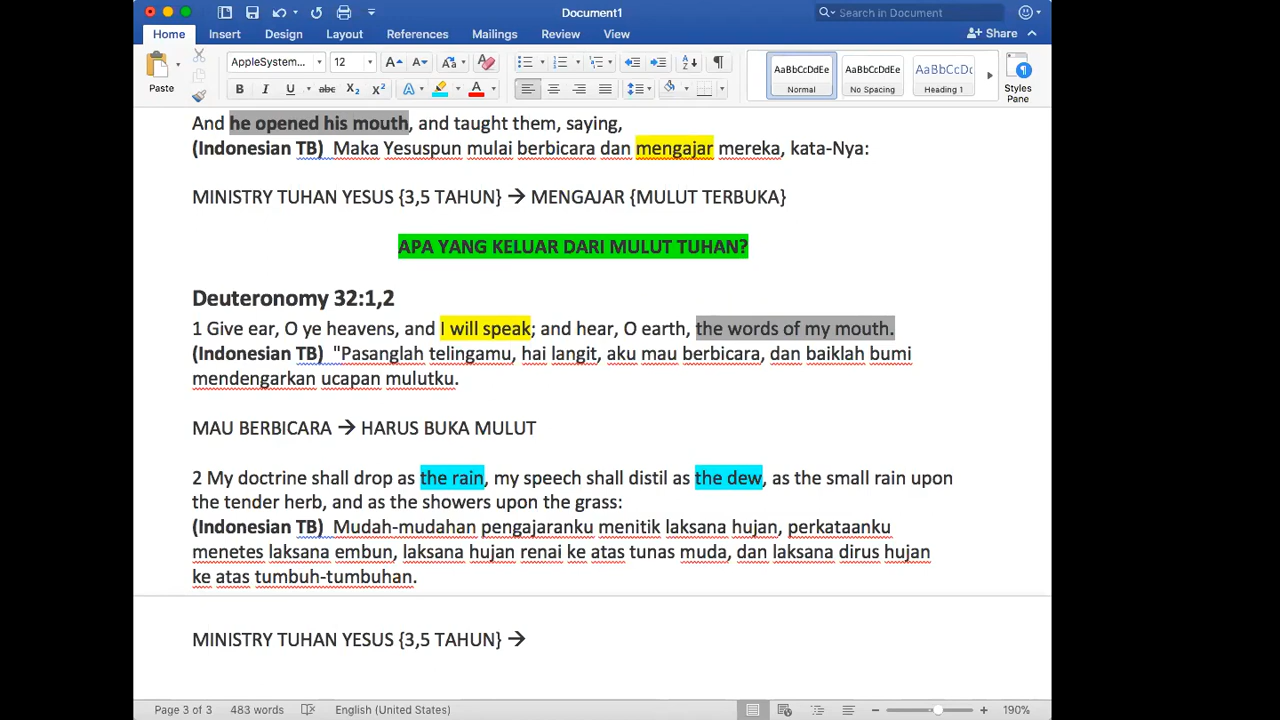 Document1
Search in Document
Home Insert Design Layout References Mailings Review View Share
Paste AppleSystem... 12 AaBbCcDdEe AaBbCcDdEe AaBbCcDc Styles Pane
Normal No Spacing Heading 1
And he opened his mouth, and taught them, saying,
(Indonesian TB) Maka Yesuspun mulai berbicara dan mengajar mereka, kata-Nya:
MINISTRY TUHAN YESUS {3,5 TAHUN} → MENGAJAR {MULUT TERBUKA}
APA YANG KELUAR DARI MULUT TUHAN?
Deuteronomy 32:1,2
1 Give ear, O ye heavens, and I will speak; and hear, O earth, the words of my mouth.
(Indonesian TB) "Pasanglah telingamu, hai langit, aku mau berbicara, dan baiklah bumi
mendengarkan ucapan mulutku.
MAU BERBICARA → HARUS BUKA MULUT
2 My doctrine shall drop as the rain, my speech shall distil as the dew, as the small rain upon
the tender herb, and as the showers upon the grass:
(Indonesian TB) Mudah-mudahan pengajaranku menitik laksana hujan, perkataanku
menetes laksana embun, laksana hujan renai ke atas tunas muda, dan laksana dirus hujan
ke atas tumbuh-tumbuhan.
MINISTRY TUHAN YESUS {3,5 TAHUN} →
Page 3 of 3 483 words English (United States) 190%